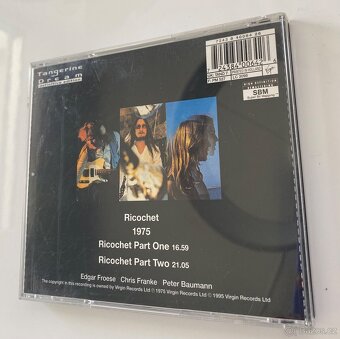 Tangerine
Dream
Ricochet
1975
Ricochet Part One 16.59
Ricochet Part Two 21.05
Edgar Froese Chris Franke Peter Baumann
The copyright in this recording is owned by Virgin Records Ltd ℗ 1975 Virgin Records Ltd © 1995 Virgin Records Ltd
SBM